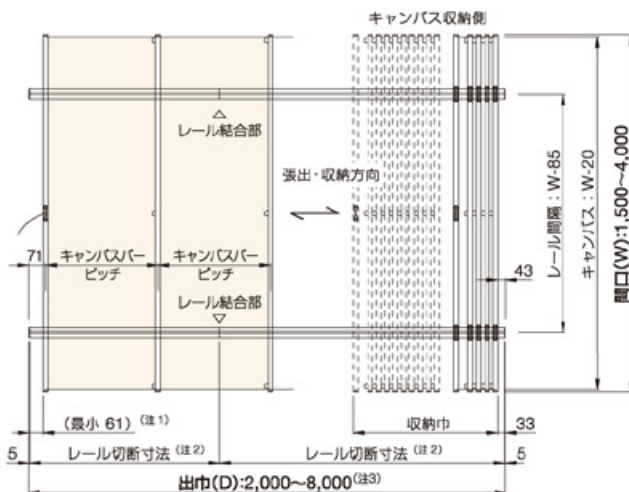 キャンバス収納側
レール結合部
張出・収納方向
71
キャンバスバー
ピッチ
キャンバスバー
ピッチ
レール結合部
43
レール間隔：W-85
キャンバス：W-20
間口(W):1,500〜4,000
(最小 61)(注1)
収納巾
33
5
レール切断寸法(注2)
レール切断寸法(注2)
5
出巾(D):2,000〜8,000(注3)